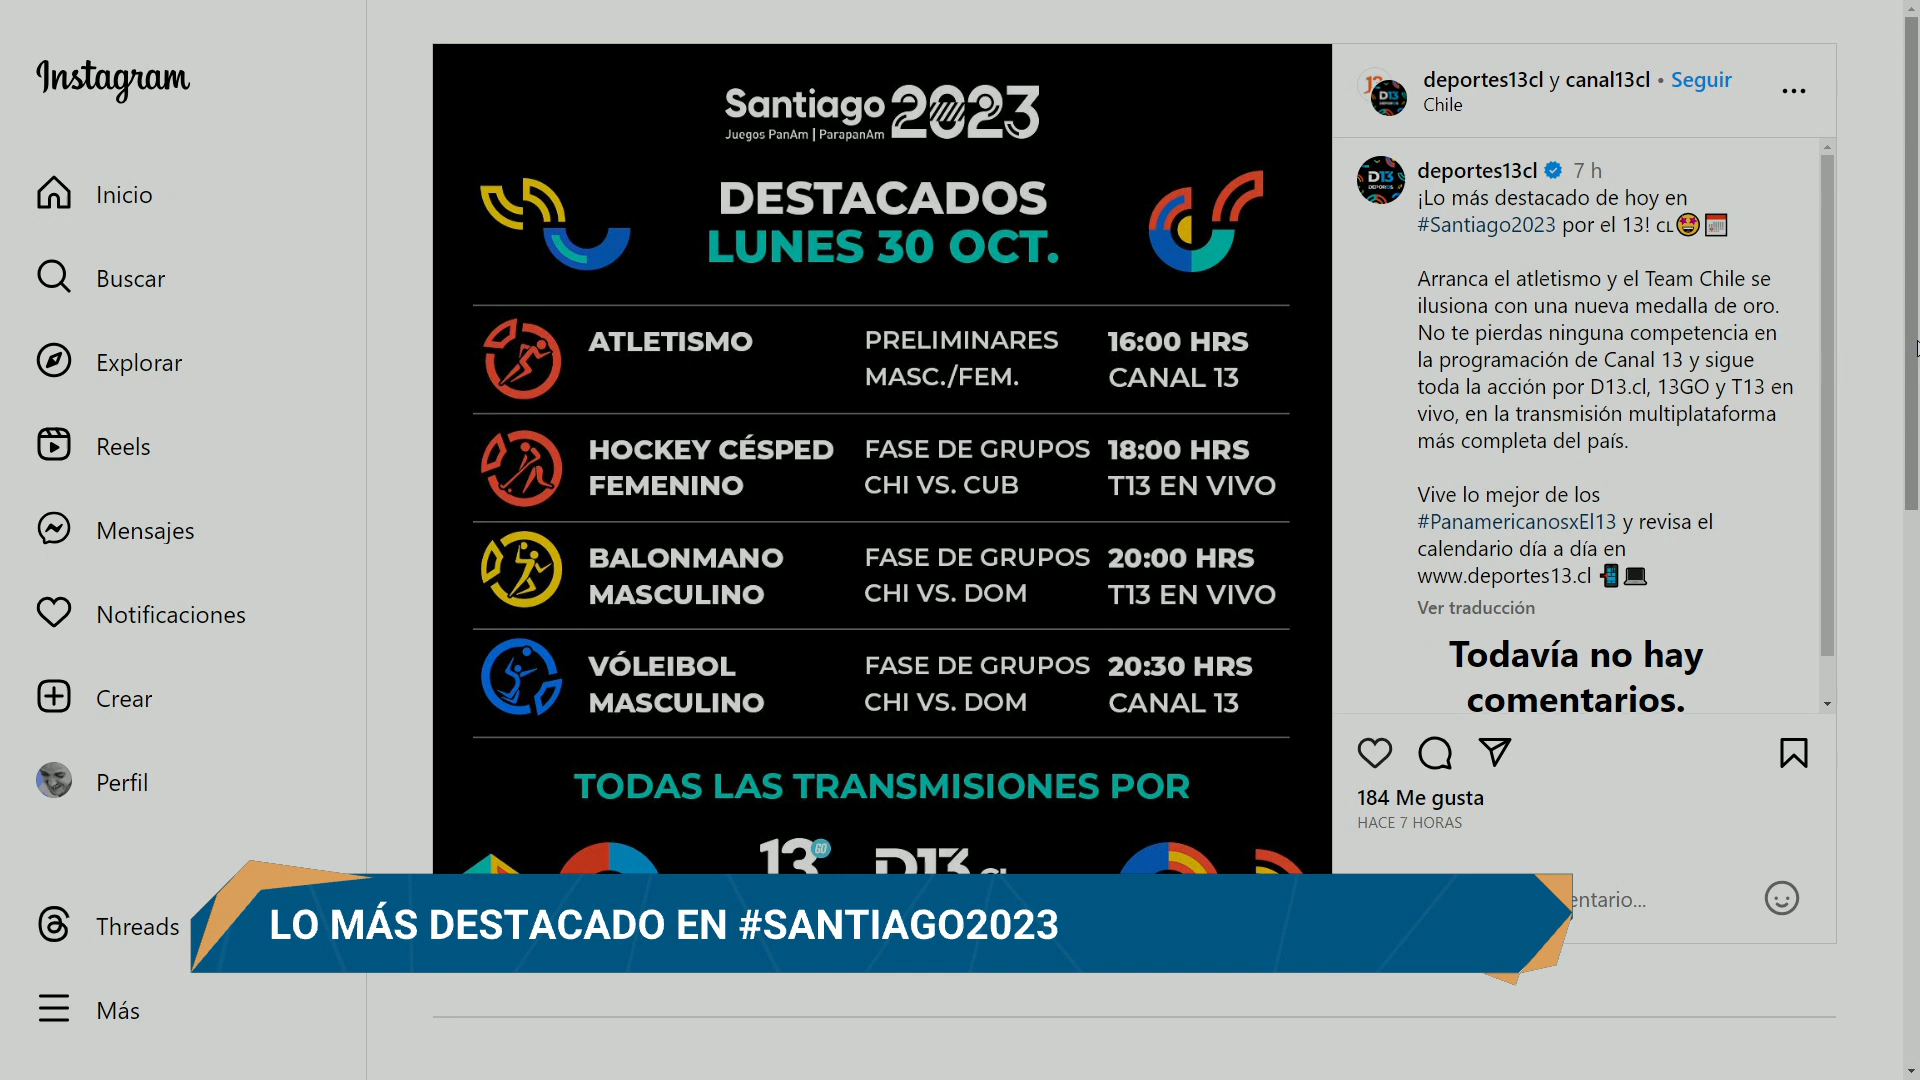 Instagram
Inicio
Buscar
Explorar
Reels
Mensajes
Notificaciones
Crear
Perfil
Threads
Más
Santiago 2023
Juegos PanAm | ParapanAm
DESTACADOS
LUNES 30 OCT.
ATLETISMO
PRELIMINARES
MASC./FEM.
16:00 HRS
CANAL 13
HOCKEY CÉSPED
FEMENINO
FASE DE GRUPOS
CHI VS. CUB
18:00 HRS
T13 EN VIVO
BALONMANO
MASCULINO
FASE DE GRUPOS
CHI VS. DOM
20:00 HRS
T13 EN VIVO
VÓLEIBOL
MASCULINO
FASE DE GRUPOS
CHI VS. DOM
20:30 HRS
CANAL 13
TODAS LAS TRANSMISIONES POR
13 GO
D13.CL
deportes13cl y canal13cl • Seguir
Chile
deportes13cl 7 h
¡Lo más destacado de hoy en
#Santiago2023 por el 13! CL
Arranca el atletismo y el Team Chile se
ilusiona con una nueva medalla de oro.
No te pierdas ninguna competencia en
la programación de Canal 13 y sigue
toda la acción por D13.cl, 13GO y T13 en
vivo, en la transmisión multiplataforma
más completa del país.
Vive lo mejor de los
#PanamericanosxEl13 y revisa el
calendario día a día en
www.deportes13.cl
Ver traducción
Todavía no hay
comentarios.
184 Me gusta
HACE 7 HORAS
entario...
LO MÁS DESTACADO EN #SANTIAGO2023